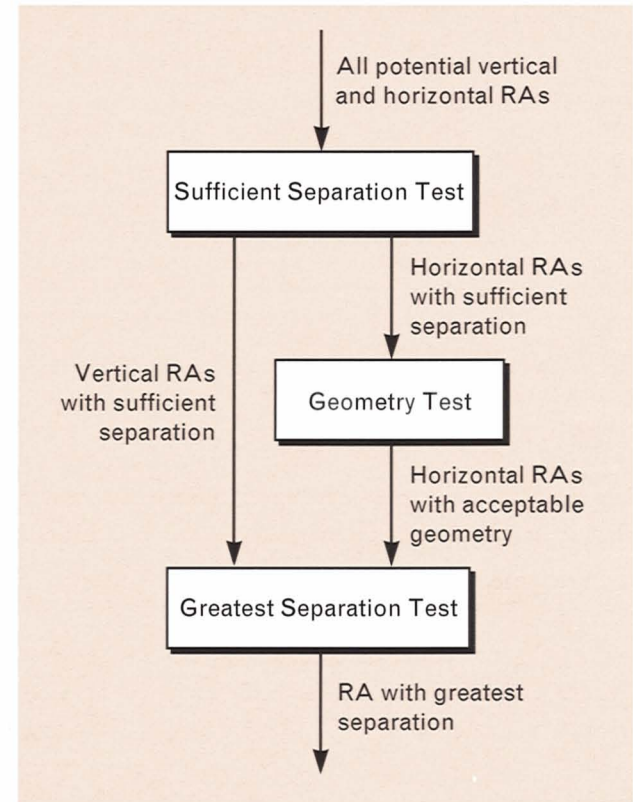 All potential vertical
and horizontal RAs
Sufficient Separation Test
Horizontal RAs
with sufficient
separation
Vertical RAs
with sufficient
separation
Geometry Test
Horizontal RAs
with acceptable
geometry
Greatest Separation Test
RA with greatest
separation